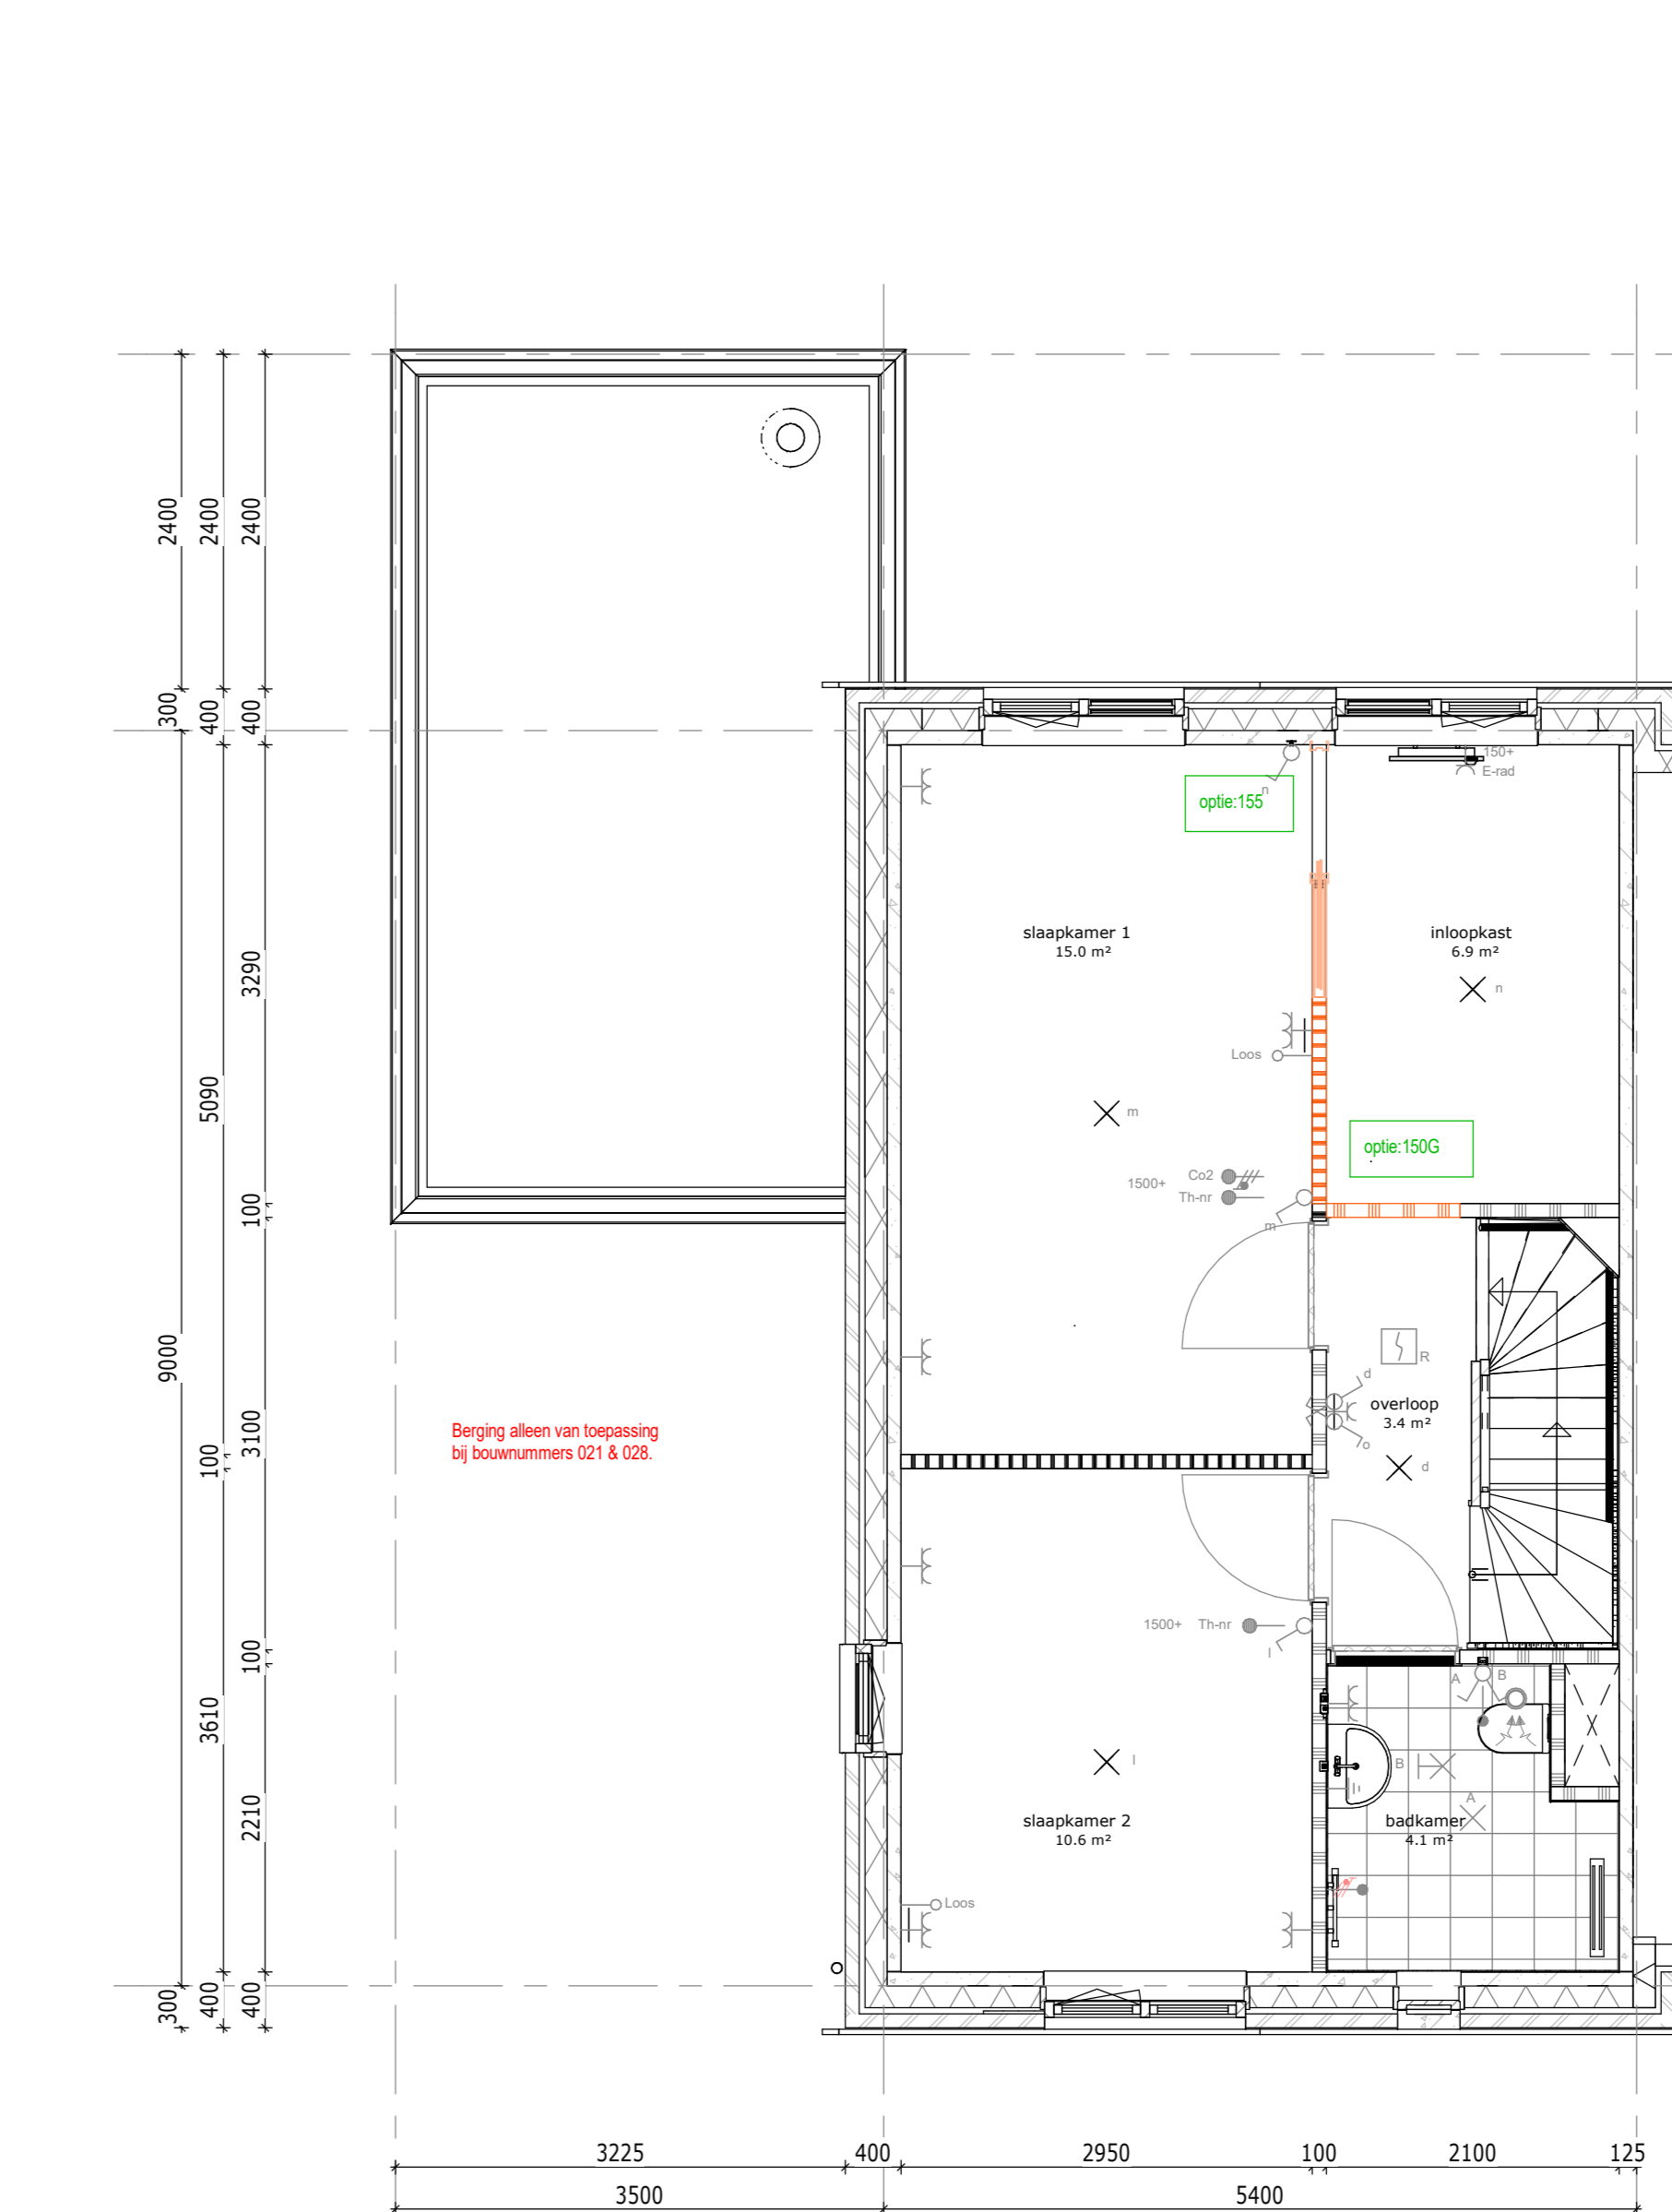 2400
2400
2400
300
400
400
150+
E-rad
n
optie:155
slaapkamer 1
15.0 m²
inloopkast
6.9 m²
n
3290
Loos
5090
m
optie:150G
Co2
1500+
Th-nr
100
m
9000
R
d
overloop
3.4 m²
Berging alleen van toepassing
bij bouwnummers 021 & 028.
3100
100
o
d
1500+ Th-nr
l
100
A
B
3610
B
l
A
2210
slaapkamer 2
10.6 m²
badkamer
4.1 m²
Loos
300
400
400
3225
400
2950
100
2100
125
3500
5400